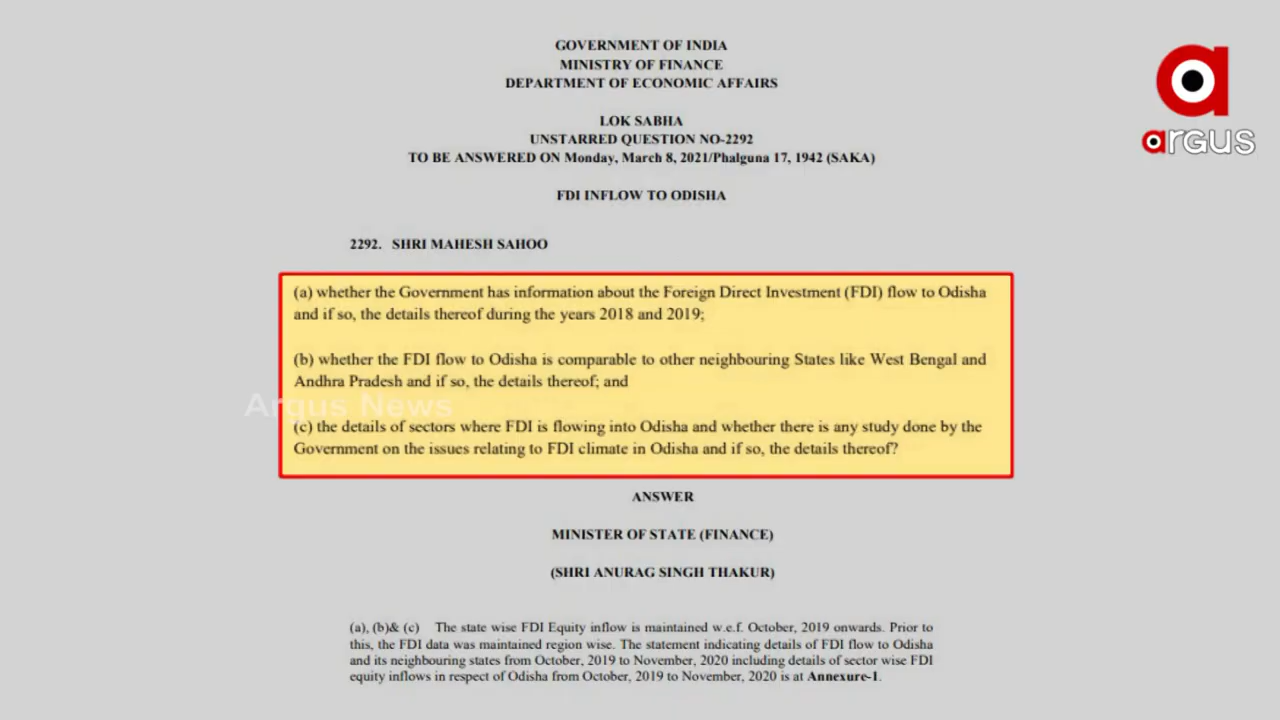 GOVERNMENT OF INDIA
MINISTRY OF FINANCE
DEPARTMENT OF ECONOMIC AFFAIRS
LOK SABHA
UNSTARRED QUESTION NO-2292
TO BE ANSWERED ON Monday, March 8, 2021/Phalguna 17, 1942 (SAKA)
FDI INFLOW TO ODISHA
argus
2292. SHRI MAHESH SAHOO
(a) whether the Government has information about the Foreign Direct Investment (FDI) flow to Odisha
and if so, the details thereof during the years 2018 and 2019;
(b) whether the FDI flow to Odisha is comparable to other neighbouring States like West Bengal and
Andhra Pradesh and if so, the details thereof; and
Argus News
(c) the details of sectors where FDI is flowing into Odisha and whether there is any study done by the
Government on the issues relating to FDI climate in Odisha and if so, the details thereof?
ANSWER
MINISTER OF STATE (FINANCE)
(SHRI ANURAG SINGH THAKUR)
(a), (b)& (c) The state wise FDI Equity inflow is maintained w.e.f. October, 2019 onwards. Prior to
this, the FDI data was maintained region wise. The statement indicating details of FDI flow to Odisha
and its neighbouring states from October, 2019 to November, 2020 including details of sector wise FDI
equity inflows in respect of Odisha from October, 2019 to November, 2020 is at Annexure-1.